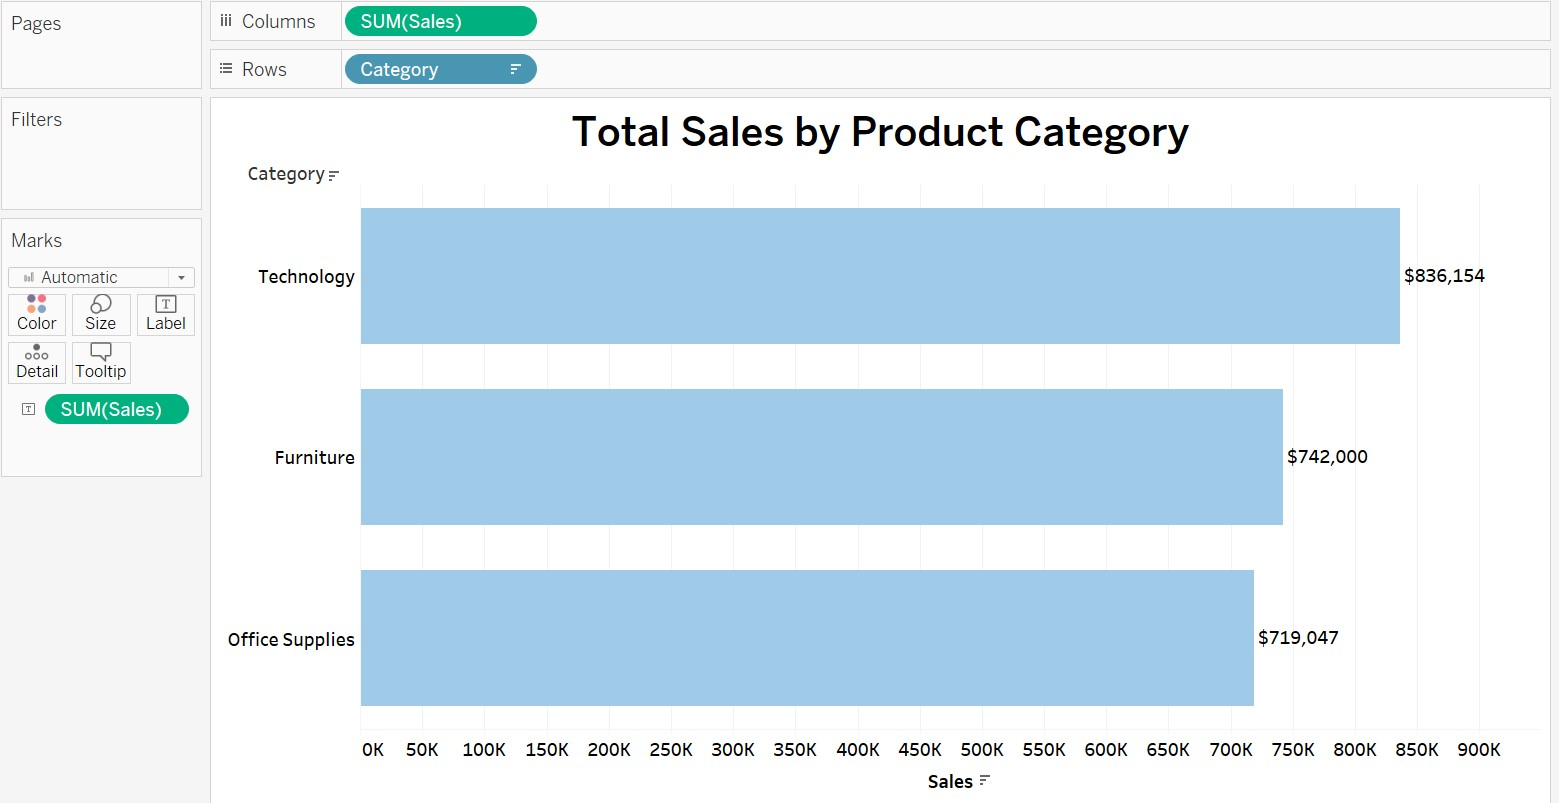 Pages
Columns SUM(Sales)
Rows Category
Filters
Marks
Automatic
Color Size T Label
Detail Tooltip
T SUM(Sales)
Total Sales by Product Category
Category
Technology $836,154
Furniture $742,000
Office Supplies $719,047
0K 50K 100K 150K 200K 250K 300K 350K 400K 450K 500K 550K 600K 650K 700K 750K 800K 850K 900K
Sales